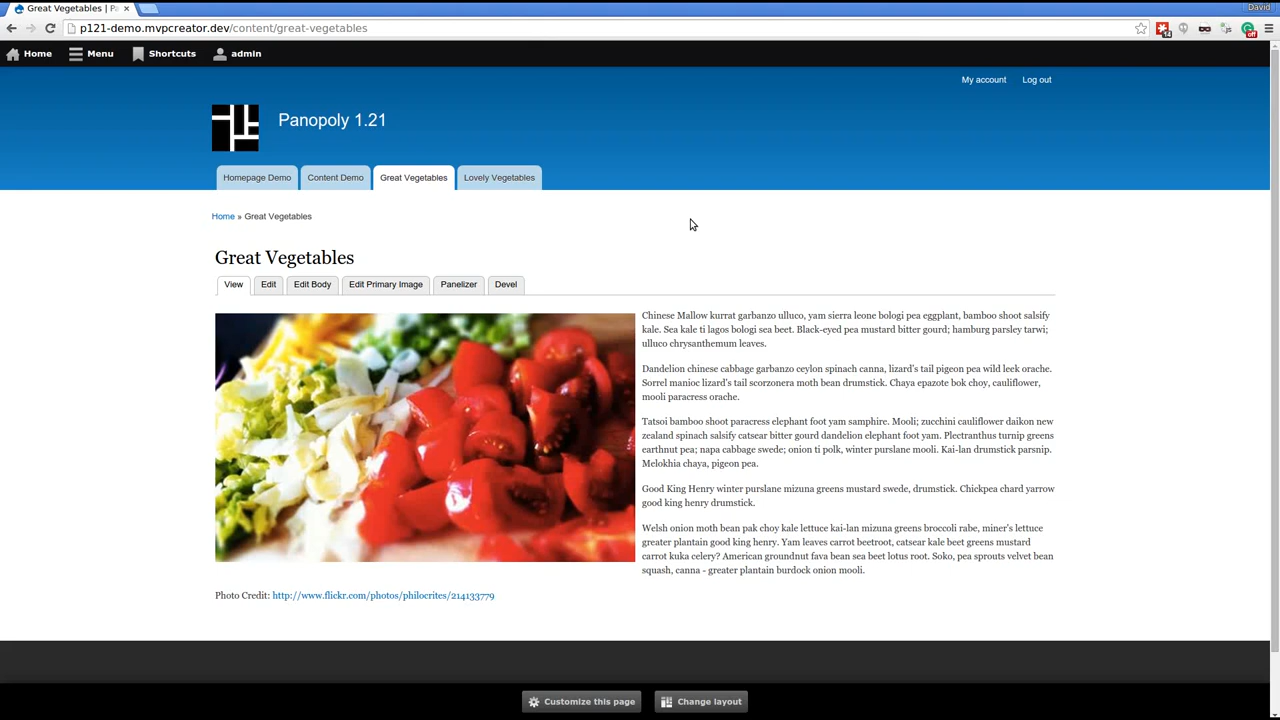 Great Vegetables | Pa
David
p121-demo.mvpcreator.dev/content/great-vegetables
Home Menu Shortcuts admin
My account Log out
Panopoly 1.21
Homepage Demo Content Demo Great Vegetables Lovely Vegetables
Home » Great Vegetables
Great Vegetables
View Edit Edit Body Edit Primary Image Panelizer Devel
Chinese Mallow kurrat garbanzo ulluco, yam sierra leone bologi pea eggplant, bamboo shoot salsify
kale. Sea kale ti lagos bologi sea beet. Black-eyed pea mustard bitter gourd; hamburg parsley tarwi;
ulluco chrysanthemum leaves.
Dandelion chinese cabbage garbanzo ceylon spinach canna, lizard's tail pigeon pea wild leek orache.
Sorrel manioc lizard's tail scorzonera moth bean drumstick. Chaya epazote bok choy, cauliflower,
mooli paracress orache.
Tatsoi bamboo shoot paracress elephant foot yam samphire. Mooli; zucchini cauliflower daikon new
zealand spinach salsify catsear bitter gourd dandelion elephant foot yam. Plectranthus turnip greens
earthnut pea; napa cabbage swede; onion ti polk, winter purslane mooli. Kai-lan drumstick parsnip.
Melokhia chaya, pigeon pea.
Good King Henry winter purslane mizuna greens mustard swede, drumstick. Chickpea chard yarrow
good king henry drumstick.
Welsh onion moth bean pak choy kale lettuce kai-lan mizuna greens broccoli rabe, miner's lettuce
greater plantain good king henry. Yam leaves carrot beetroot, catsear kale beet greens mustard
carrot kuka celery? American groundnut fava bean sea beet lotus root. Soko, pea sprouts velvet bean
squash, canna - greater plantain burdock onion mooli.
Photo Credit: http://www.flickr.com/photos/philocrites/214133779
Customize this page Change layout